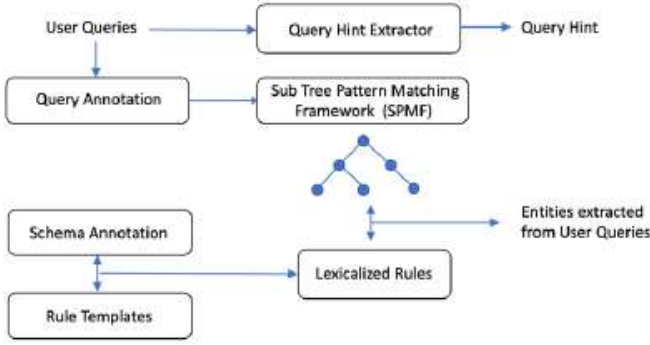 User Queries
Query Hint Extractor
Query Hint
Query Annotation
Sub Tree Pattern Matching
Framework (SPMF)
Schema Annotation
Entities extracted
from User Queries
Lexicalized Rules
Rule Templates